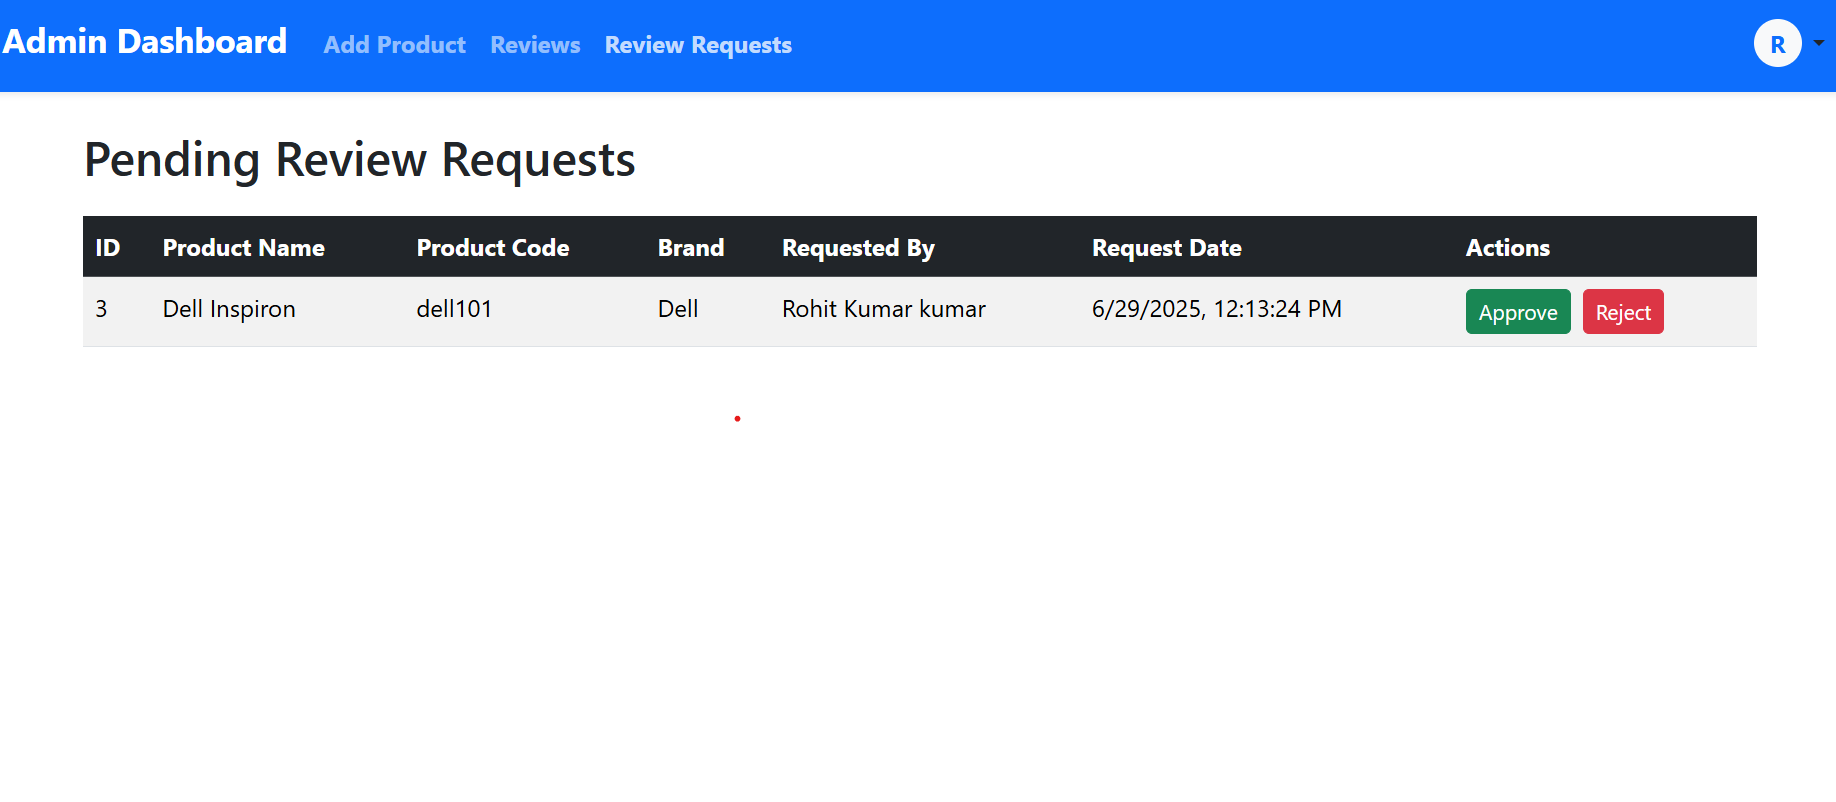 Admin Dashboard Add Product Reviews Review Requests R
Pending Review Requests
ID Product Name Product Code Brand Requested By Request Date Actions
3 Dell Inspiron dell101 Dell Rohit Kumar kumar 6/29/2025, 12:13:24 PM Approve Reject